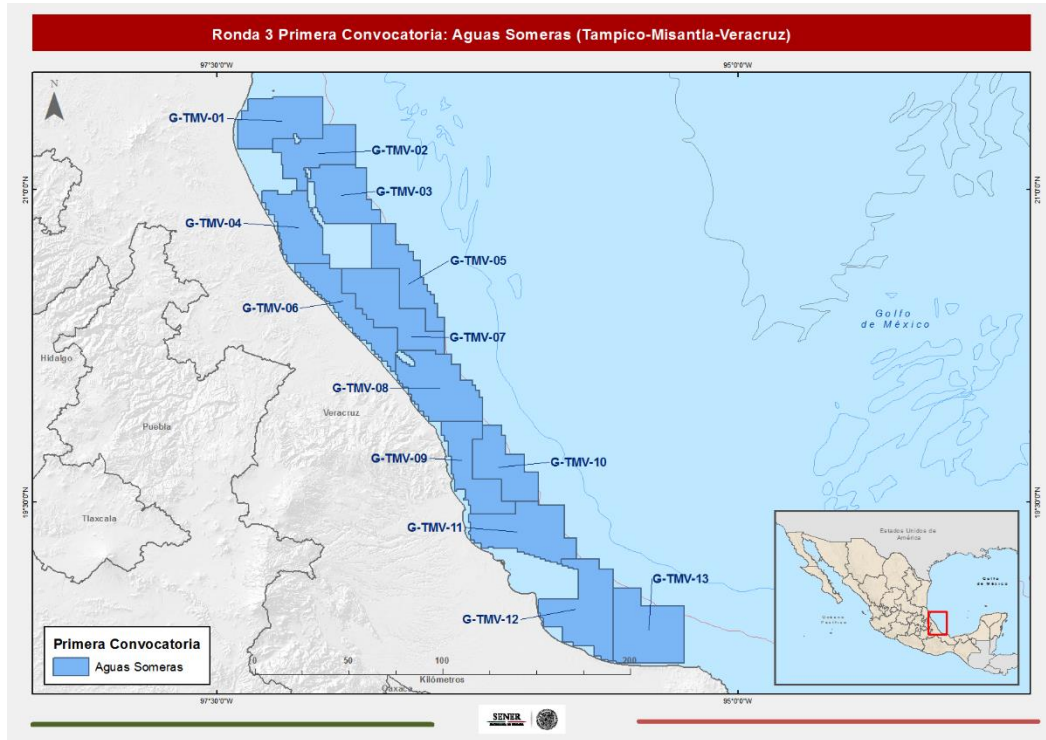 Ronda 3 Primera Convocatoria: Aguas Someras (Tampico-Misantla-Veracruz)
97°30'0"W
95°0'0"W
N
G-TMV-01
G-TMV-02
21°0'0"N
21°0'0"N
G-TMV-03
G-TMV-04
G-TMV-05
G-TMV-06
Golfo
de México
G-TMV-07
Hidalgo
G-TMV-08
Veracruz
Puebla
G-TMV-09
G-TMV-10
19°30'0"N
19°30'0"N
Tlaxcala
G-TMV-11
Estados Unidos de
América
Golfo
de México
G-TMV-13
Océano
Pacífico
G-TMV-12
Primera Convocatoria
Aguas Someras
0
50
100
200
Kilómetros
Oaxaca
97°30'0"W
95°0'0"W
SENER